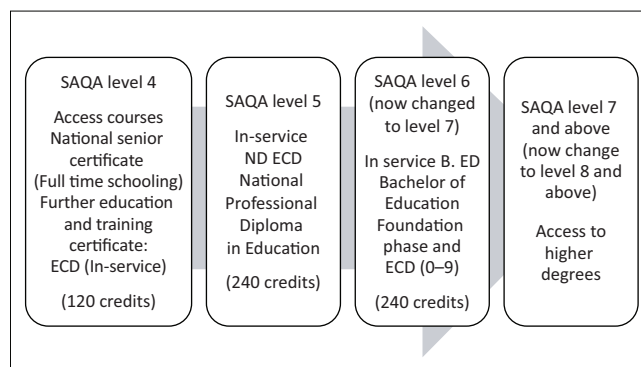 SAQA level 4
Access courses
National senior
certificate
(Full time schooling)
Further education
and training
certificate:
ECD (In-service)
(120 credits)
SAQA level 5
In-service
ND ECD
National
Professional
Diploma
in Education
(240 credits)
SAQA level 6
(now changed
to level 7)
In service B. ED
Bachelor of
Education
Foundation
phase and
ECD (0–9)
(240 credits)
SAQA level 7
and above
(now change
to level 8 and
above)
Access to
higher
degrees